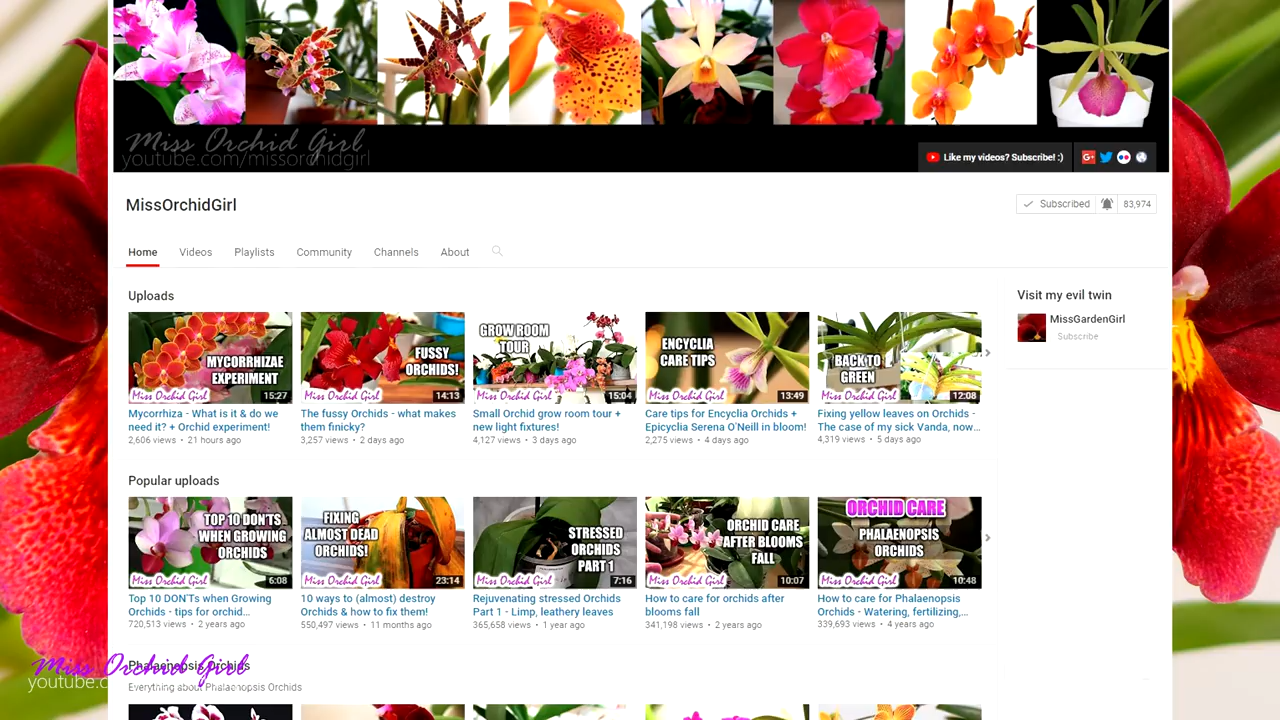 Miss Orchid Girl
youtube.com/missorchidgirl
Like my videos? Subscribe! :)
MissOrchidGirl
Subscribed 83,974
Home Videos Playlists Community Channels About
Uploads
MYCORRHIZAE
EXPERIMENT
Miss Orchid Girl 15:27
Mycorrhiza - What is it & do we
need it? + Orchid experiment!
2,606 views • 21 hours ago
FUSSY
ORCHIDS!
Miss Orchid Girl 14:13
The fussy Orchids - what makes
them finicky?
3,257 views • 2 days ago
GROW ROOM
TOUR
Miss Orchid Girl 15:04
Small Orchid grow room tour +
new light fixtures!
4,127 views • 3 days ago
ENCYCLIA
CARE TIPS
Miss Orchid Girl 13:49
Care tips for Encyclia Orchids +
Epicyclia Serena O'Neill in bloom!
2,275 views • 4 days ago
BACK TO
GREEN
Miss Orchid Girl 12:08
Fixing yellow leaves on Orchids -
The case of my sick Vanda, now...
4,319 views • 5 days ago
Visit my evil twin
MissGardenGirl
Subscribe
Popular uploads
TOP 10 DON'TS
WHEN GROWING
ORCHIDS
Miss Orchid Girl 6:08
Top 10 DON'Ts when Growing
Orchids - tips for orchid...
720,513 views • 2 years ago
FIXING
ALMOST DEAD
ORCHIDS!
Miss Orchid Girl 23:14
10 ways to (almost) destroy
Orchids & how to fix them!
550,497 views • 11 months ago
STRESSED
ORCHIDS
PART 1
Miss Orchid Girl 7:16
Rejuvenating stressed Orchids
Part 1 - Limp, leathery leaves
365,658 views • 1 year ago
ORCHID CARE
AFTER BLOOMS
FALL
Miss Orchid Girl 10:07
How to care for orchids after
blooms fall
341,198 views • 2 years ago
ORCHID CARE
PHALAENOPSIS
ORCHIDS
Miss Orchid Girl 10:48
How to care for Phalaenopsis
Orchids - Watering, fertilizing,...
339,693 views • 4 years ago
Phalaenopsis Orchids
Miss Orchid Girl
youtube.c
Everything about Phalaenopsis Orchids